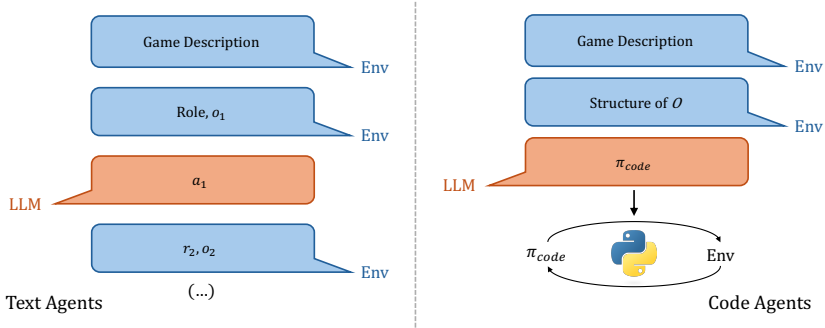 Game Description
Env
Role, o₁
Env
a₁
LLM
r₂, o₂
Env
(...)
Text Agents
Game Description
Env
Structure of 𝒪
Env
π_code
LLM
π_code
Env
Code Agents